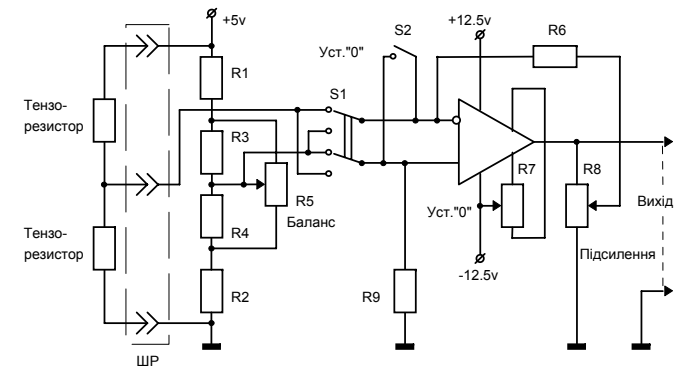 +5v
S2
+12.5v
R6
Уст."0"
R1
S1
Тензо-
резистор
R3
R7
R8
R5
Баланс
Вихід
R4
Уст."0"
Тензо-
резистор
Підсилення
-12.5v
R2
R9
ШР